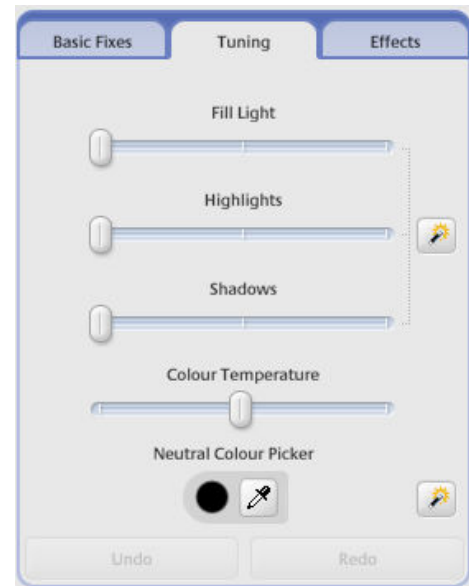 Basic Fixes Tuning Effects
Fill Light
Highlights
Shadows
Colour Temperature
Neutral Colour Picker
Undo Redo